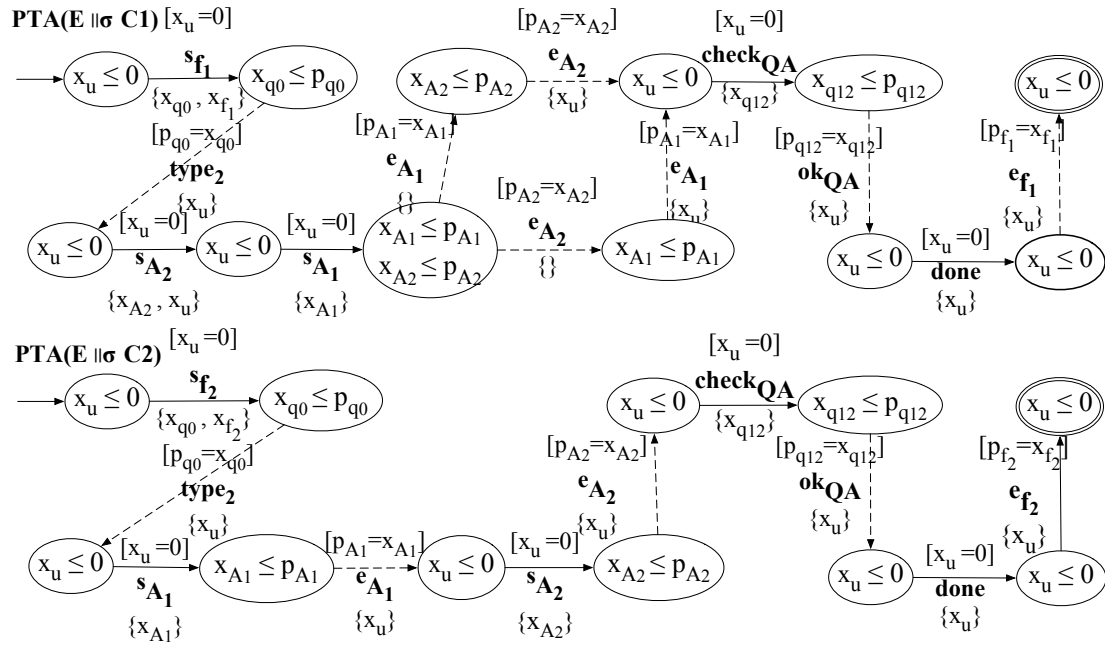 PTA(E ||σ C1) [x_u =0]
x_u ≤ 0
s_f1
{x_q0 , x_f1}
x_q0 ≤ p_q0
[p_q0=x_q0]
type_2
{x_u}
x_u ≤ 0
[x_u =0]
s_A2
{x_A2 , x_u}
x_u ≤ 0
[x_u =0]
s_A1
{x_A1}
x_A1 ≤ p_A1
x_A2 ≤ p_A2
[p_A1=x_A1]
e_A1
{}
x_A2 ≤ p_A2
[p_A2=x_A2]
e_A2
{x_u}
[p_A2=x_A2]
e_A2
{}
x_A1 ≤ p_A1
[p_A1=x_A1]
e_A1
{x_u}
x_u ≤ 0
[x_u =0]
check_QA
{x_q12}
x_q12 ≤ p_q12
[p_q12=x_q12]
ok_QA
{x_u}
x_u ≤ 0
[x_u =0]
done
{x_u}
x_u ≤ 0
[p_f1=x_f1]
e_f1
{x_u}
x_u ≤ 0
PTA(E ||σ C2) [x_u =0]
x_u ≤ 0
s_f2
{x_q0 , x_f2}
x_q0 ≤ p_q0
[p_q0=x_q0]
type_2
{x_u}
x_u ≤ 0
[x_u =0]
s_A1
{x_A1}
x_A1 ≤ p_A1
[p_A1=x_A1]
e_A1
{x_u}
x_u ≤ 0
[x_u =0]
s_A2
{x_A2}
x_A2 ≤ p_A2
[p_A2=x_A2]
e_A2
{x_u}
x_u ≤ 0
[x_u =0]
check_QA
{x_q12}
x_q12 ≤ p_q12
[p_q12=x_q12]
ok_QA
{x_u}
x_u ≤ 0
[x_u =0]
done
{x_u}
x_u ≤ 0
[p_f2=x_f2]
e_f2
{x_u}
x_u ≤ 0